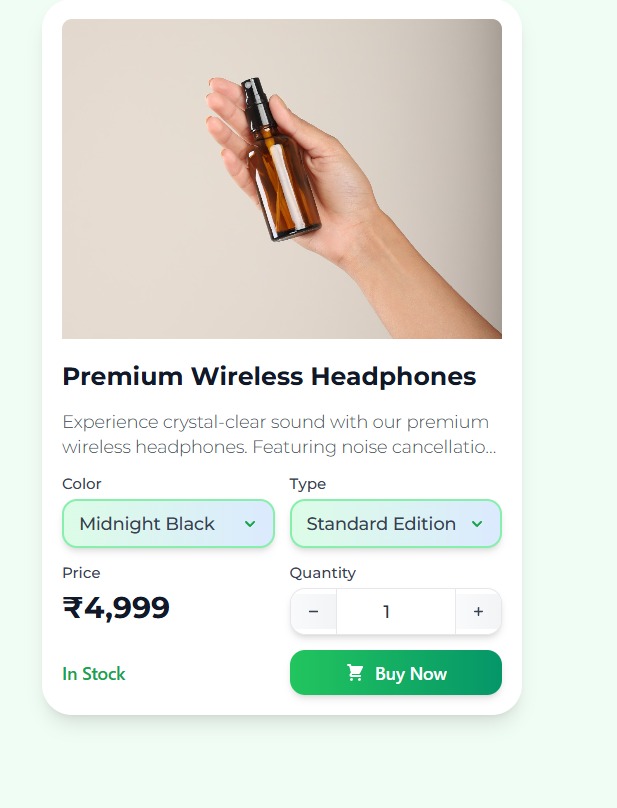 Premium Wireless Headphones
Experience crystal-clear sound with our premium
wireless headphones. Featuring noise cancellatio...
Color
Type
Midnight Black
Standard Edition
Price
Quantity
₹4,999
− 1 +
In Stock
Buy Now